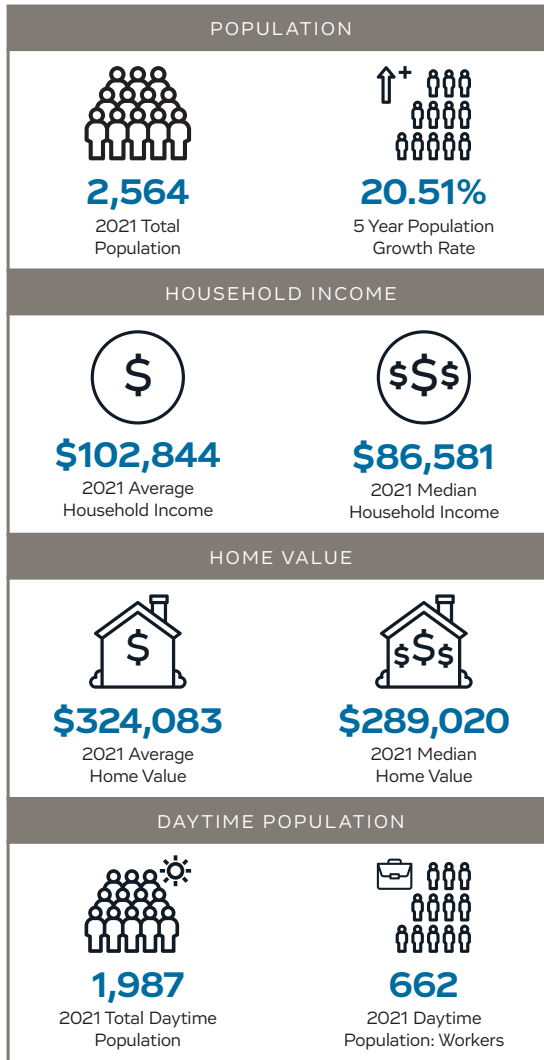 POPULATION
2,564
2021 Total
Population
20.51%
5 Year Population
Growth Rate
HOUSEHOLD INCOME
$
$102,844
2021 Average
Household Income
$$$
$86,581
2021 Median
Household Income
HOME VALUE
$
$324,083
2021 Average
Home Value
$$$
$289,020
2021 Median
Home Value
DAYTIME POPULATION
1,987
2021 Total Daytime
Population
662
2021 Daytime
Population: Workers